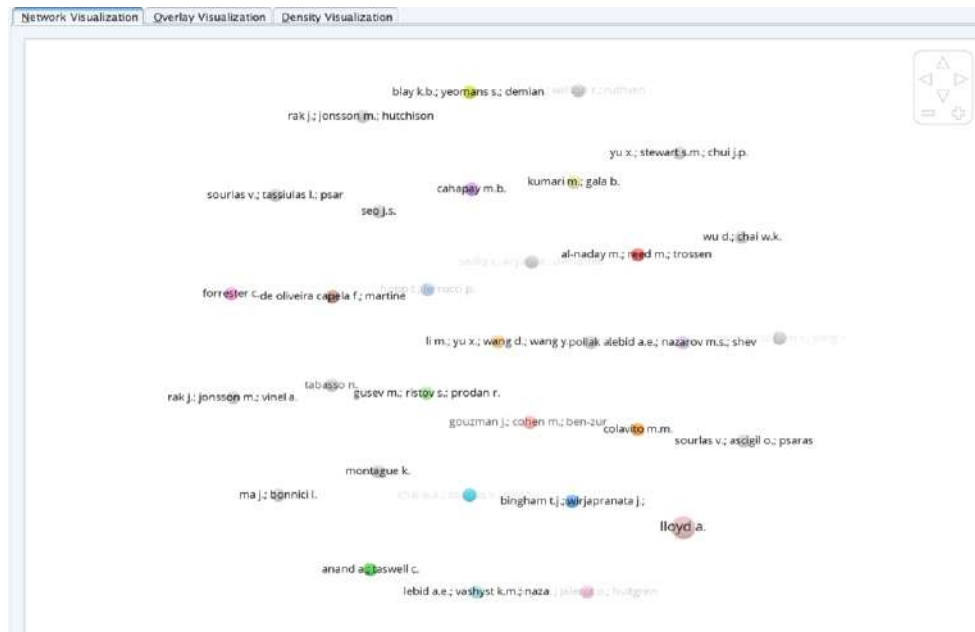 Network Visualization
Overlay Visualization
Density Visualization
blay k.b.; yeomans s.; demian
rak j.; jonsson m.; hutchison
yu x.; stewart s.m.; chui j.p.
kumari m.; gala b.
cahapay m.b.
sourlas v.; tassiulas l.; psar
seo j.s.
wu d.; chai w.k.
al-naday m.; reed m.; trossen
forrester c.
de oliveira capela f.; martine
li m.; yu x.; wang d.; wang y.
pollak a
lebid a.e.; nazarov m.s.; shev
tabasso n.
gusev m.; ristov s.; prodan r.
rak j.; jonsson m.; vinel a.
gouzman j.; cohen m.; ben-zur
colavito m.m.
sourlas v.; ascigil o.; psaras
montague k.
ma j.; bonnici l.
bingham t.j.; wirjapranata j.;
lloyd a.
anand a.; taswell c.
lebid a.e.; vashyst k.m.; naza